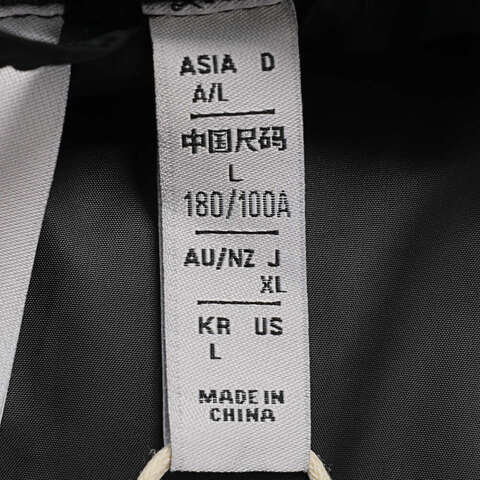 ASIA D
A/L
中国尺码
L
180/100A
AU/NZ J
XL
KR US
L
MADE IN
CHINA